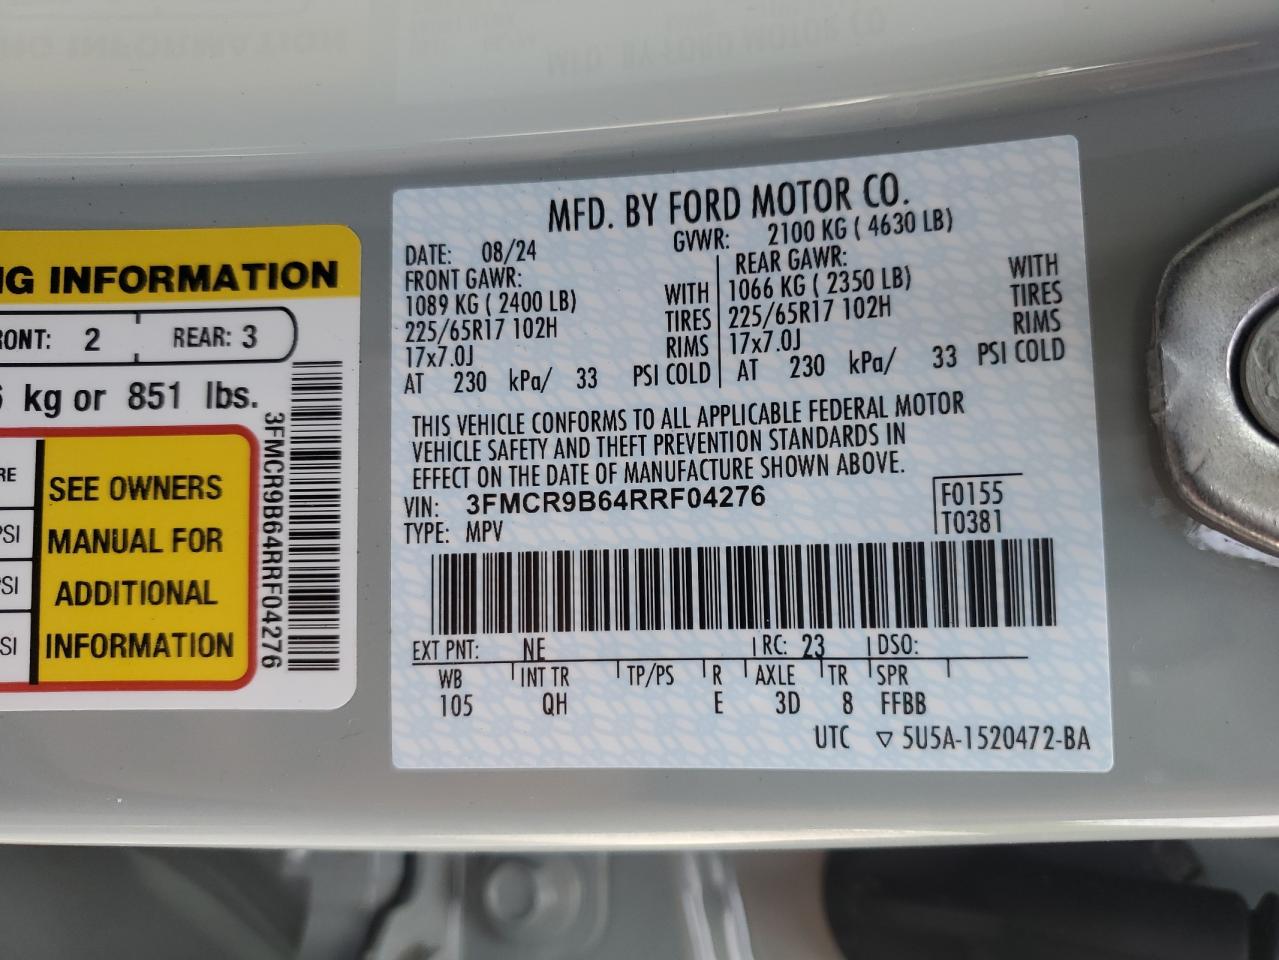 NG INFORMATION
FRONT: 2 REAR: 3
kg or 851 lbs.
SEE OWNERS
MANUAL FOR
ADDITIONAL
INFORMATION
PSI
PSI
PSI
3FMCR9B64RRF04276
MFD. BY FORD MOTOR CO.
DATE: 08/24 GVWR: 2100 KG ( 4630 LB)
FRONT GAWR: REAR GAWR:
1089 KG ( 2400 LB) WITH 1066 KG ( 2350 LB) WITH
225/65R17 102H TIRES 225/65R17 102H TIRES
17x7.0J RIMS 17x7.0J RIMS
AT 230 kPa/ 33 PSI COLD AT 230 kPa/ 33 PSI COLD
THIS VEHICLE CONFORMS TO ALL APPLICABLE FEDERAL MOTOR
VEHICLE SAFETY AND THEFT PREVENTION STANDARDS IN
EFFECT ON THE DATE OF MANUFACTURE SHOWN ABOVE.
VIN: 3FMCR9B64RRF04276 F0155
TYPE: MPV T0381
EXT PNT: NE RC: 23 DSO:
WB INT TR TP/PS R AXLE TR SPR
105 QH E 3D 8 FFBB
UTC ▽ 5U5A-1520472-BA